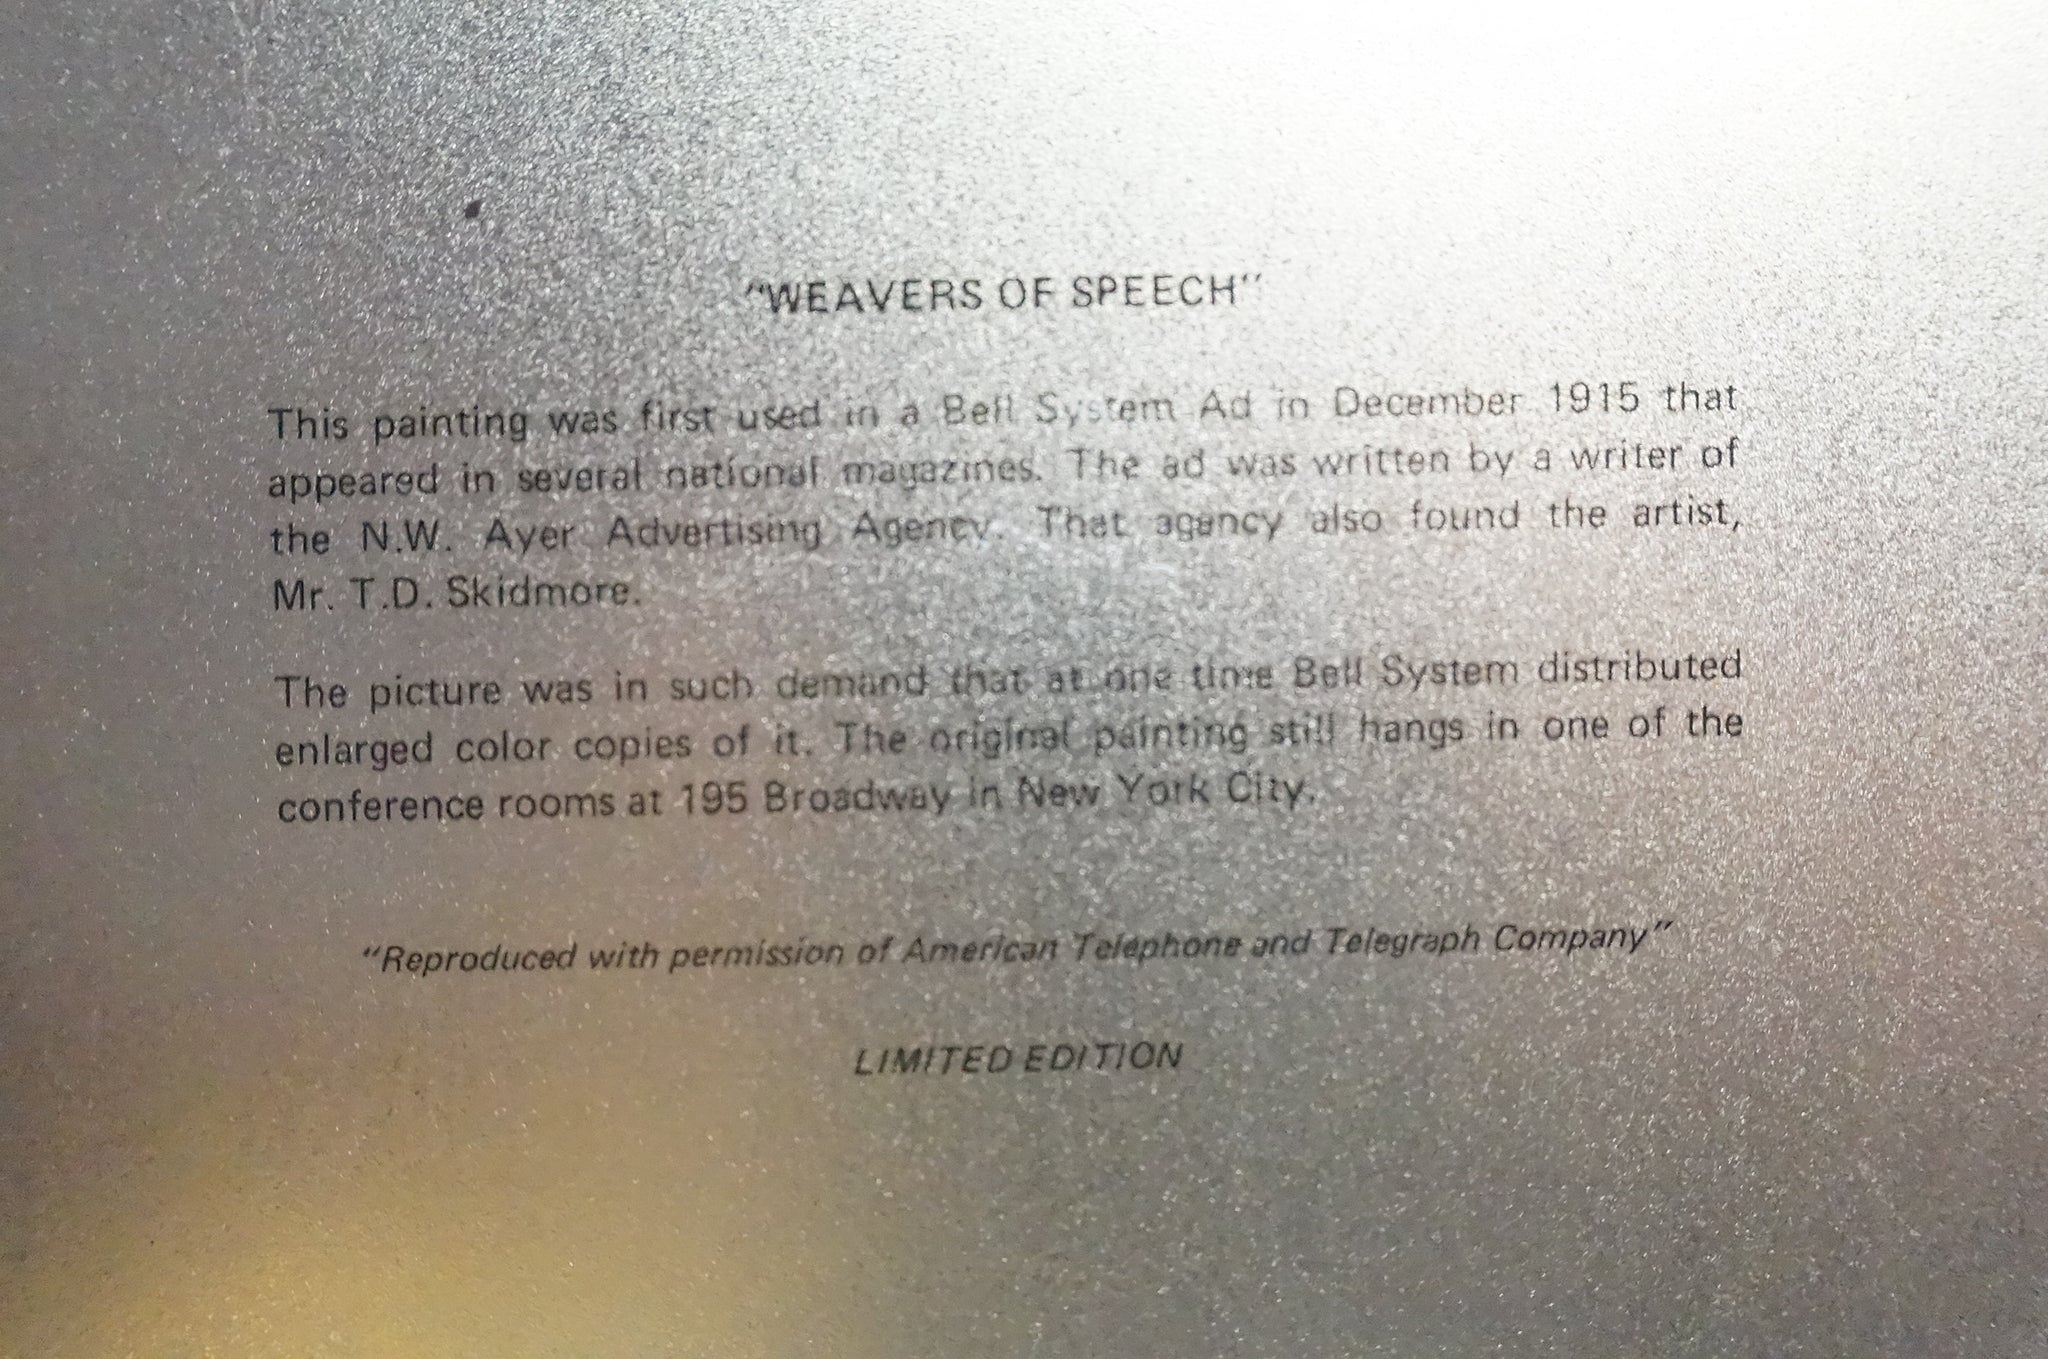 "WEAVERS OF SPEECH"
This painting was first used in a Bell System Ad in December 1915 that
appeared in several national magazines. The ad was written by a writer of
the N.W. Ayer Advertising Agency. That agency also found the artist,
Mr. T.D. Skidmore.
The picture was in such demand that at one time Bell System distributed
enlarged color copies of it. The original painting still hangs in one of the
conference rooms at 195 Broadway in New York City.
"Reproduced with permission of American Telephone and Telegraph Company"
LIMITED EDITION